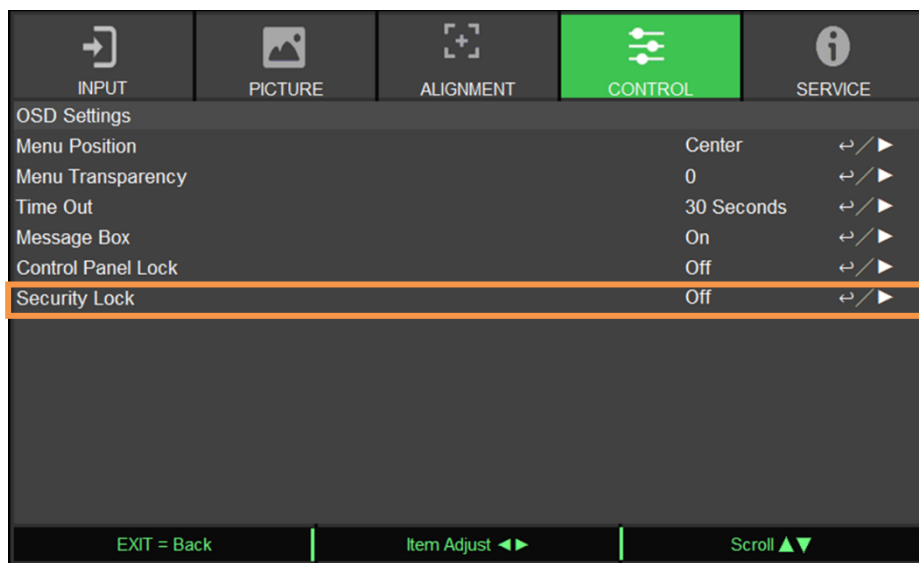 INPUT PICTURE ALIGNMENT CONTROL SERVICE
OSD Settings
Menu Position Center ↩/▶
Menu Transparency 0 ↩/▶
Time Out 30 Seconds ↩/▶
Message Box On ↩/▶
Control Panel Lock Off ↩/▶
Security Lock Off ↩/▶
EXIT = Back Item Adjust ◀▶ Scroll ▲▼